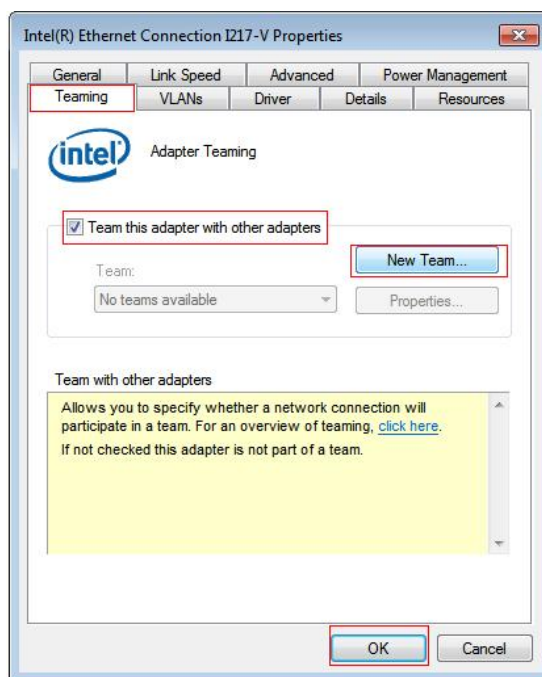 Intel(R) Ethernet Connection I217-V Properties
General Link Speed Advanced Power Management
Teaming VLANs Driver Details Resources
intel Adapter Teaming
Team this adapter with other adapters
New Team...
Team:
No teams available Properties...
Team with other adapters
Allows you to specify whether a network connection will
participate in a team. For an overview of teaming, click here.
If not checked this adapter is not part of a team.
OK Cancel